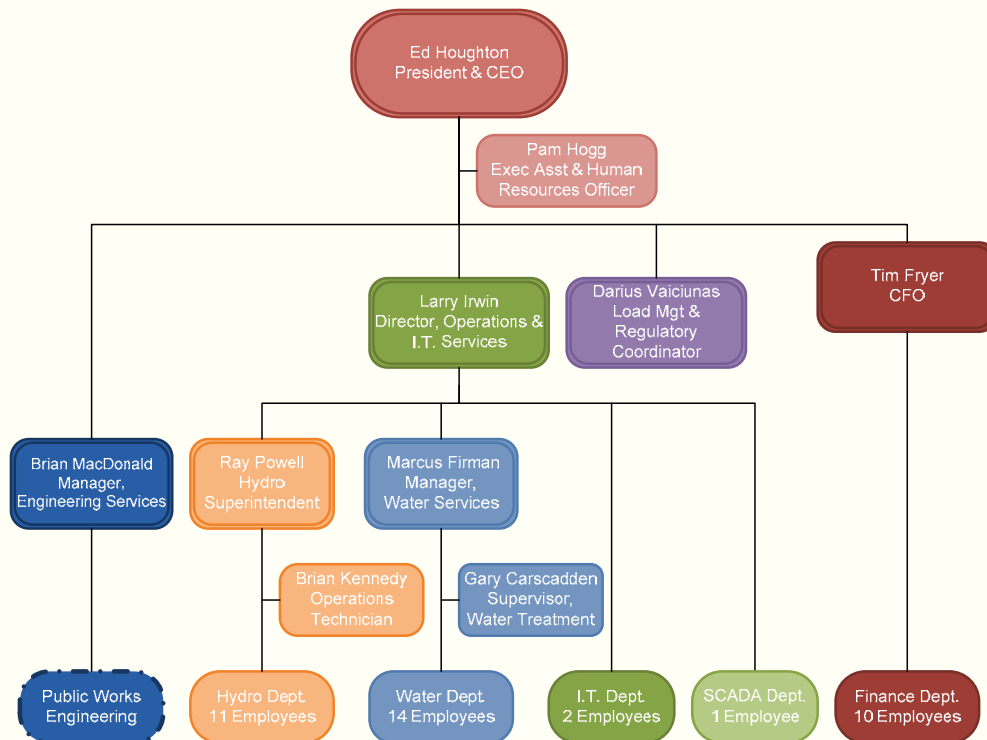 Ed Houghton
President & CEO
Pam Hogg
Exec Asst & Human
Resources Officer
Tim Fryer
CFO
Larry Irwin
Director, Operations &
I.T. Services
Darius Vaiciunas
Load Mgt &
Regulatory
Coordinator
Brian MacDonald
Manager,
Engineering Services
Ray Powell
Hydro
Superintendent
Marcus Firman
Manager,
Water Services
Brian Kennedy
Operations
Technician
Gary Carscadden
Supervisor,
Water Treatment
Public Works
Engineering
Hydro Dept.
11 Employees
Water Dept.
14 Employees
I.T. Dept.
2 Employees
SCADA Dept.
1 Employee
Finance Dept.
10 Employees